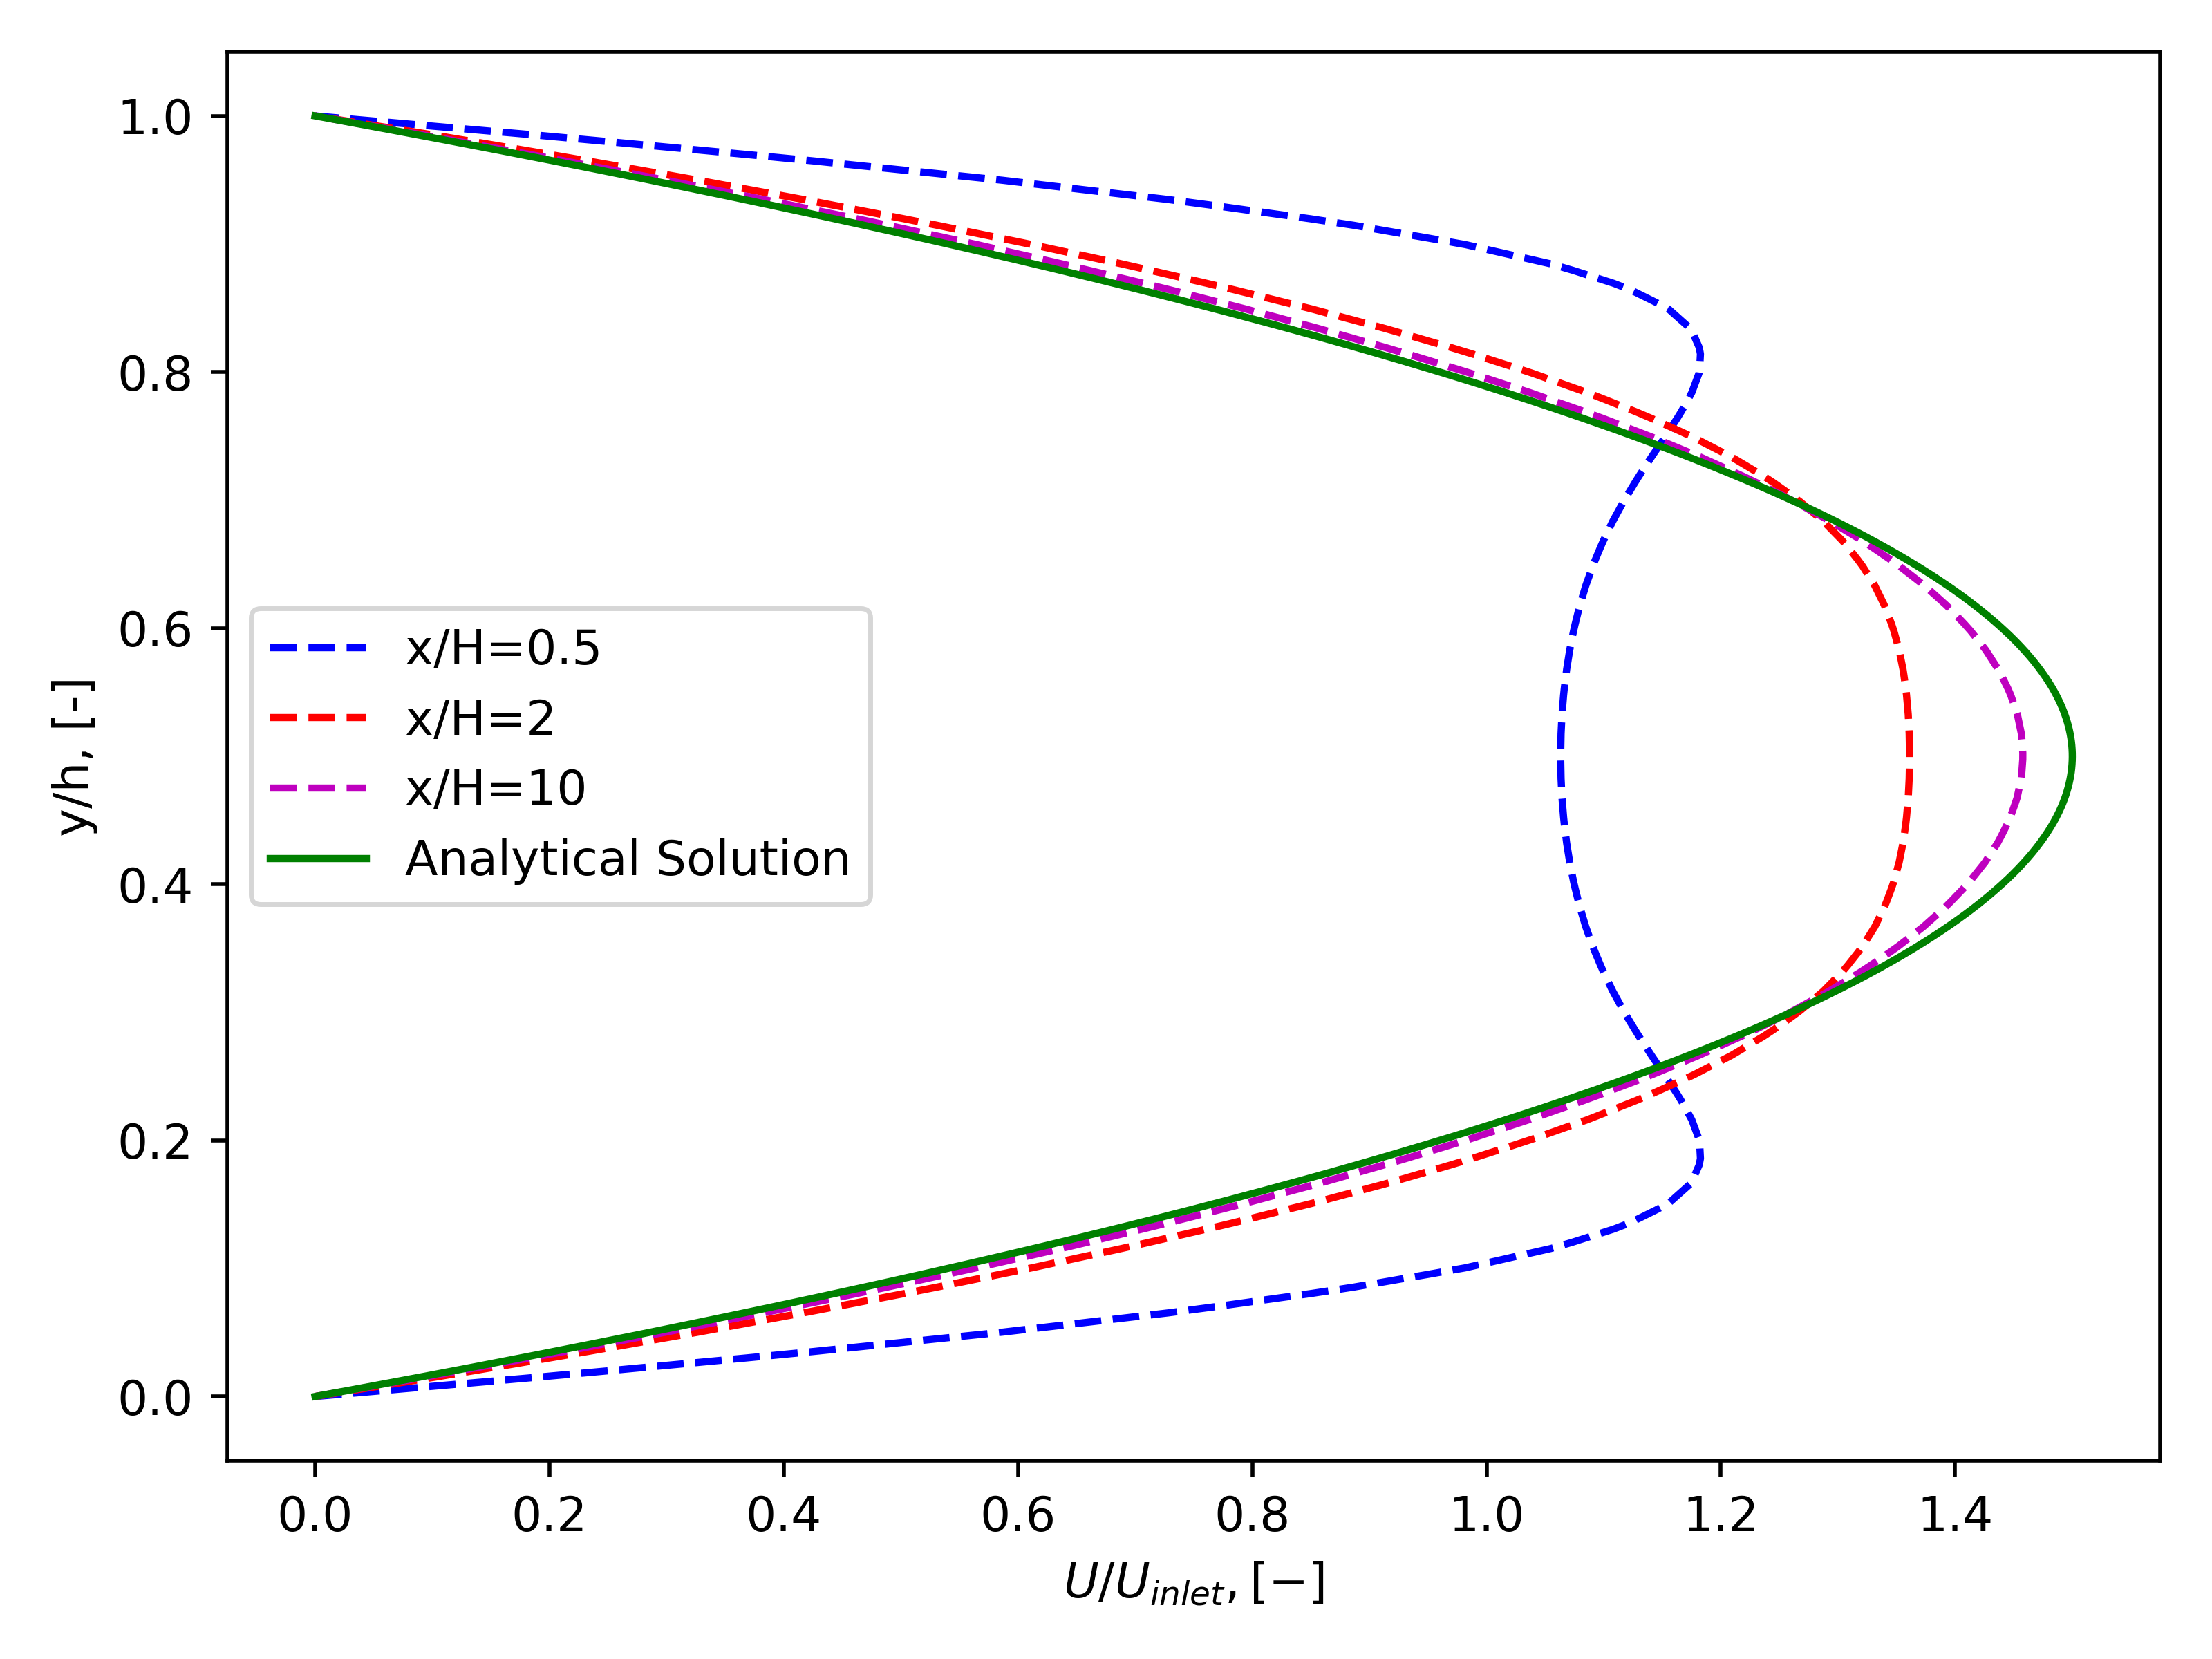 1.0
0.8
0.6
0.4
0.2
0.0
y/h, [-]
x/H=0.5
x/H=2
x/H=10
Analytical Solution
0.0 0.2 0.4 0.6 0.8 1.0 1.2 1.4
U/U_inlet, [−]